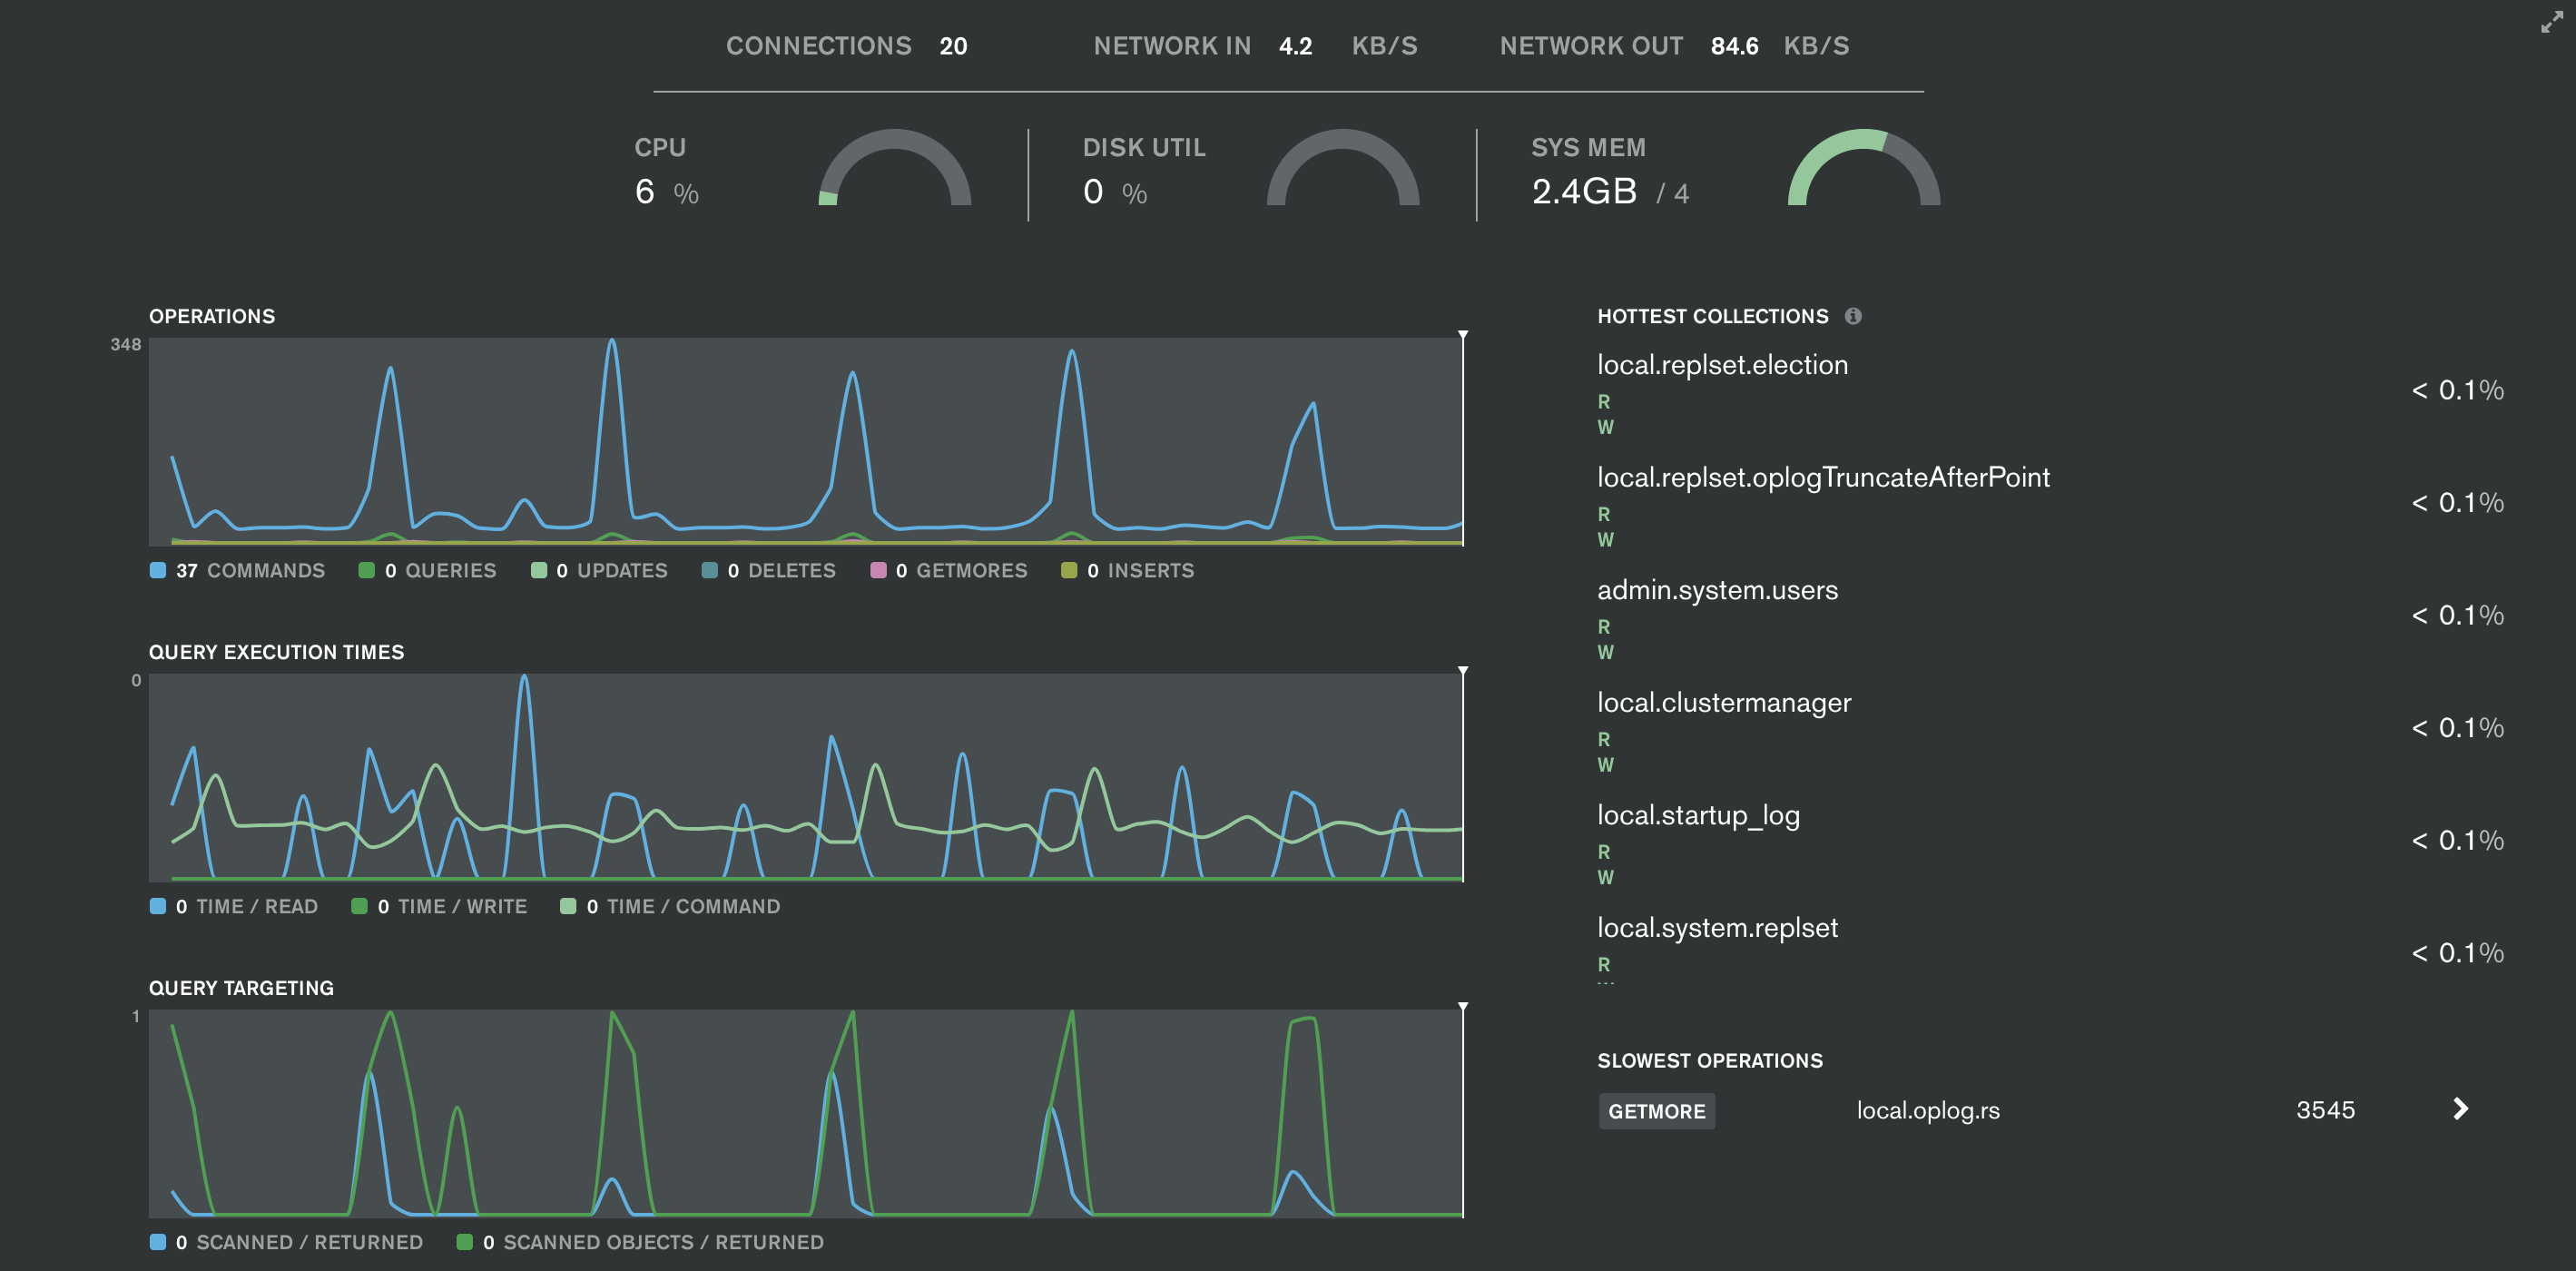 CONNECTIONS 20 NETWORK IN 4.2 KB/S NETWORK OUT 84.6 KB/S
CPU
6 %
DISK UTIL
0 %
SYS MEM
2.4GB / 4
OPERATIONS
348
37 COMMANDS 0 QUERIES 0 UPDATES 0 DELETES 0 GETMORES 0 INSERTS
QUERY EXECUTION TIMES
0
0 TIME / READ 0 TIME / WRITE 0 TIME / COMMAND
QUERY TARGETING
1
0 SCANNED / RETURNED 0 SCANNED OBJECTS / RETURNED
HOTTEST COLLECTIONS
local.replset.election
R
W
< 0.1%
local.replset.oplogTruncateAfterPoint
R
W
< 0.1%
admin.system.users
R
W
< 0.1%
local.clustermanager
R
W
< 0.1%
local.startup_log
R
W
< 0.1%
local.system.replset
R
< 0.1%
SLOWEST OPERATIONS
GETMORE local.oplog.rs 3545